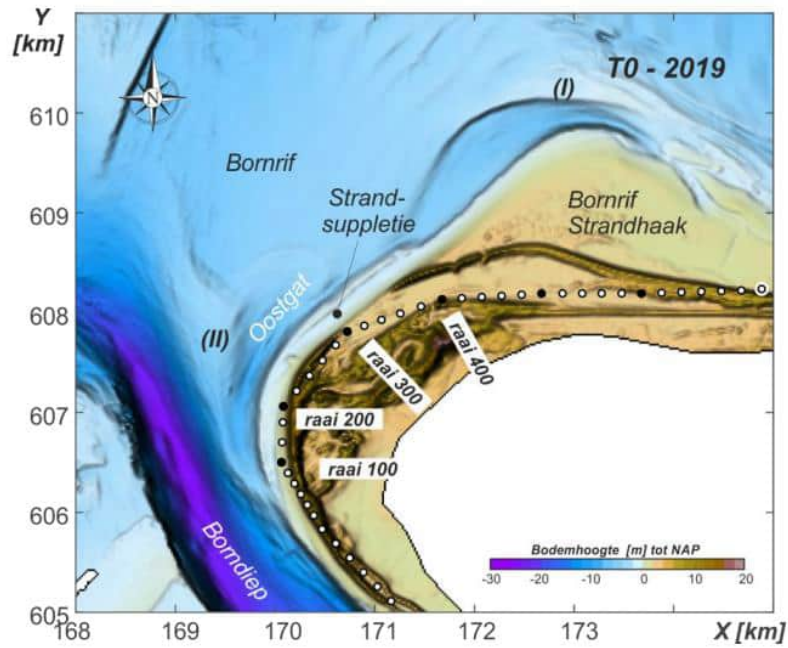 Y
[km]
T0 - 2019
(I)
N
610
Bornrif
Strand-
suppletie
Bornrif
Strandhaak
609
Oostgat
608
(II)
raai 400
raai 300
607
raai 200
raai 100
606
Borndiep
Bodemhoogte [m] tot NAP
-30 -20 -10 0 10 20
605
168 169 170 171 172 173 X [km]